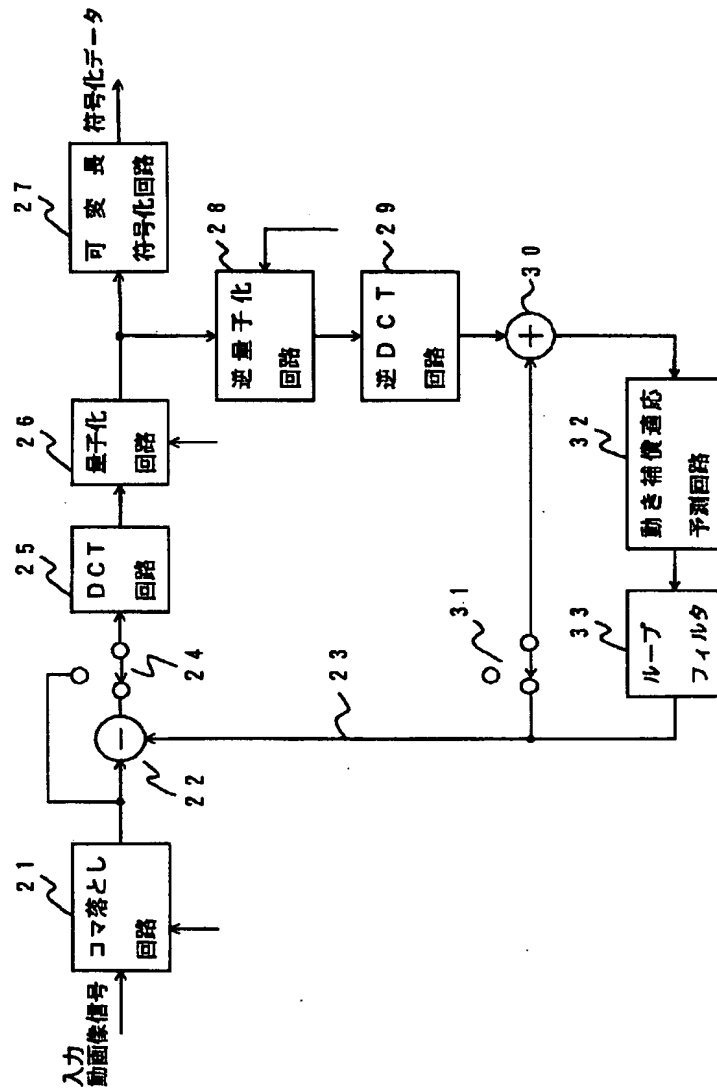 入力
動画像信号
21
コマ落とし
回路
22
23
24
25
DCT
回路
26
量子化
回路
27
可変長
符号化回路
符号化データ
28
逆量子化
回路
29
逆DCT
回路
30
+
31
32
動き補償適応
予測回路
33
ループ
フィルタ
−